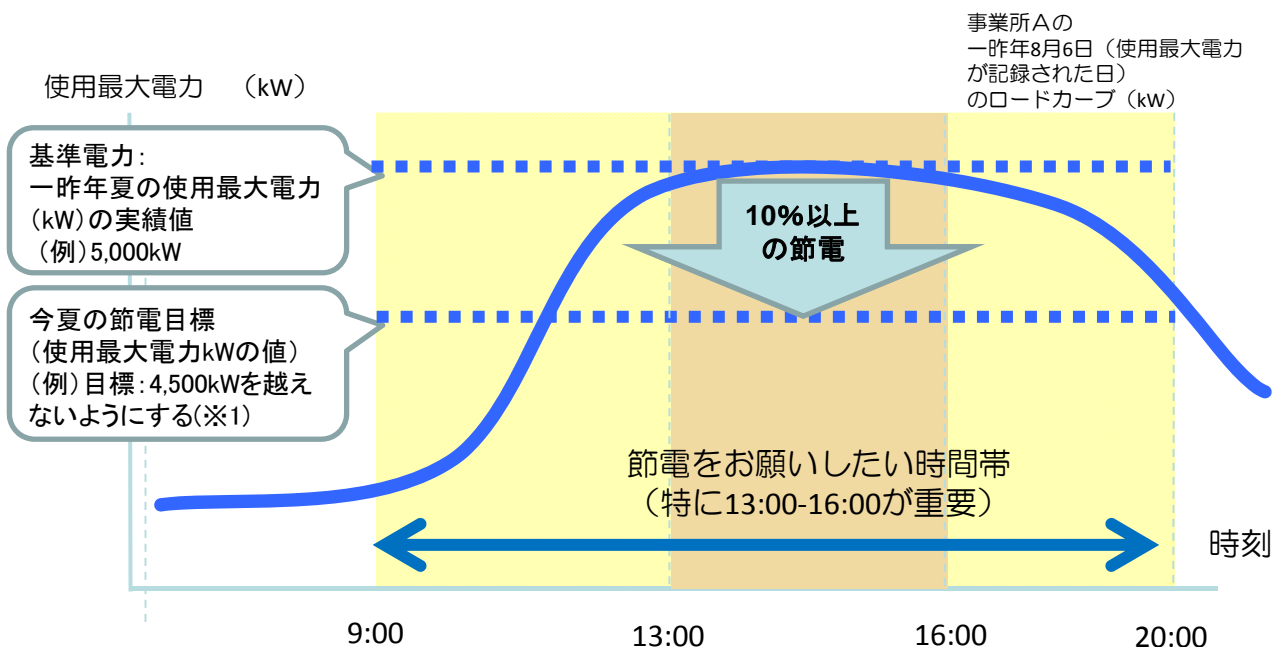 事業所Aの
一昨年8月6日（使用最大電力
が記録された日）
のロードカーブ（kW）
使用最大電力　（kW）
基準電力：
一昨年夏の使用最大電力
（kW）の実績値
（例）5,000kW
10%以上
の節電
今夏の節電目標
（使用最大電力kWの値）
（例）目標：4,500kWを越え
ないようにする(※1)
節電をお願いしたい時間帯
（特に13:00-16:00が重要）
時刻
9:00
13:00
16:00
20:00